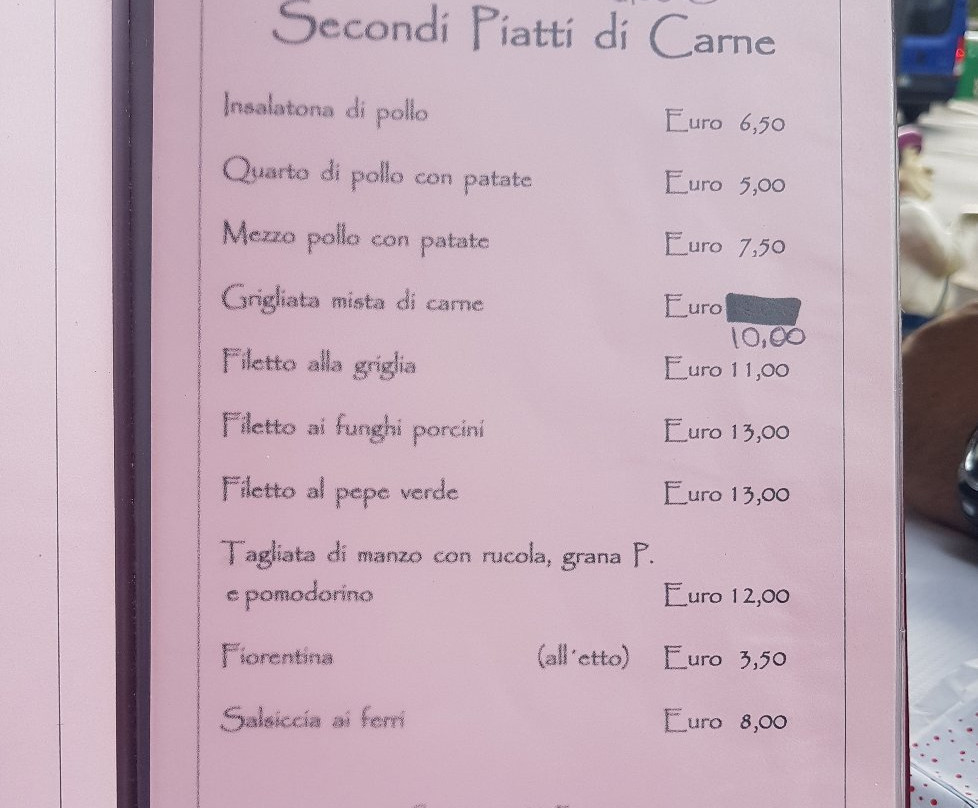 Secondi Piatti di Carne
Insalatona di pollo Euro 6,50
Quarto di pollo con patate Euro 5,00
Mezzo pollo con patate Euro 7,50
Grigliata mista di carne Euro
10,00
Filetto alla griglia Euro 11,00
Filetto ai funghi porcini Euro 13,00
Filetto al pepe verde Euro 13,00
Tagliata di manzo con rucola, grana P.
e pomodorino Euro 12,00
Fiorentina (all'etto) Euro 3,50
Salsiccia ai ferri Euro 8,00